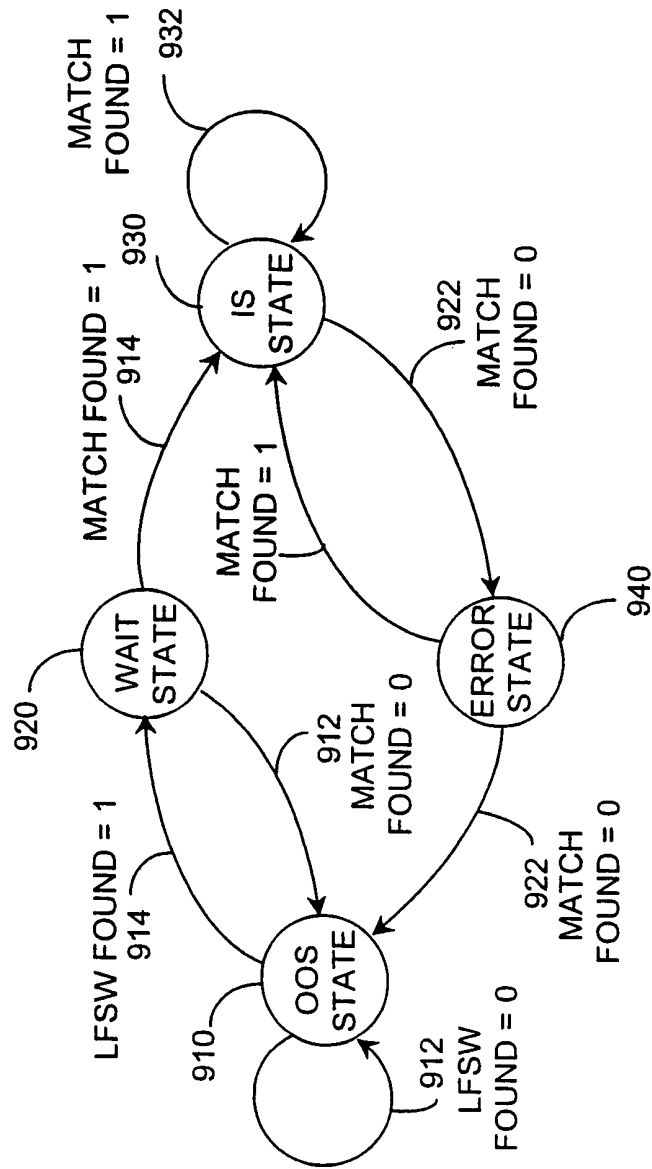 920
WAIT
STATE
LFSW FOUND = 1
914
MATCH FOUND = 1
914
930
IS
STATE
MATCH
FOUND = 1
932
910
OOS
STATE
912
MATCH
FOUND = 0
MATCH
FOUND = 1
922
MATCH
FOUND = 0
912
LFSW
FOUND = 0
922
MATCH
FOUND = 0
ERROR
STATE
940